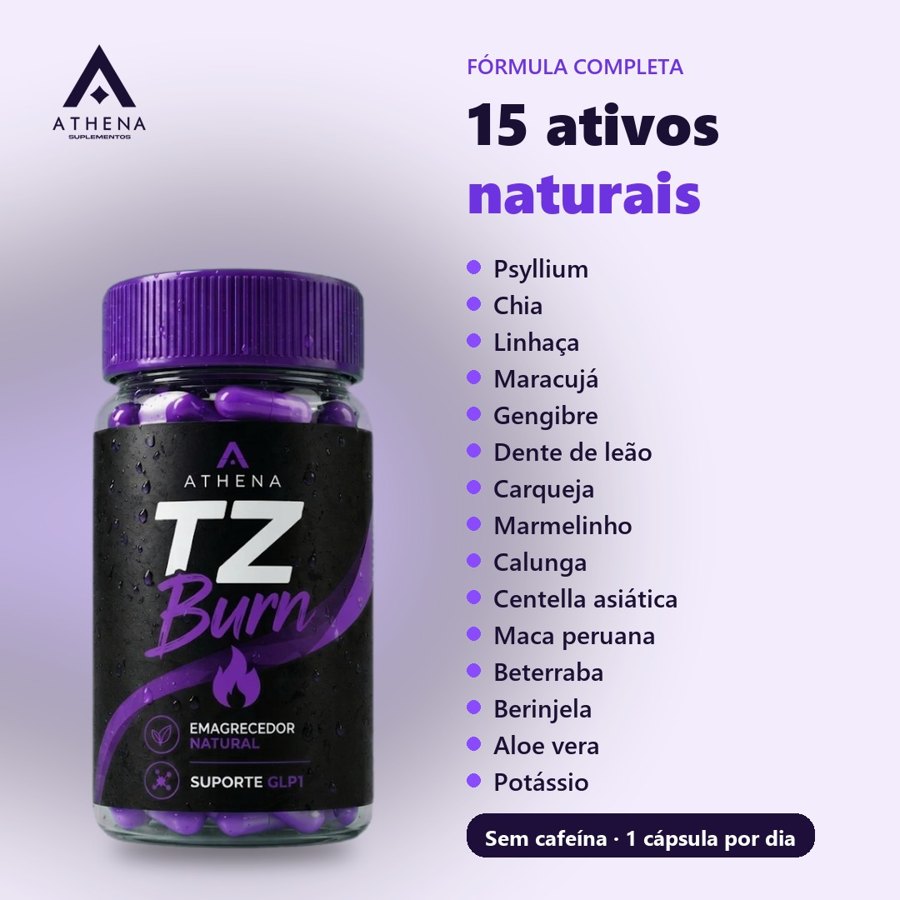 ATHENA
SUPLEMENTOS
FÓRMULA COMPLETA
15 ativos
naturais
Psyllium
Chia
Linhaça
Maracujá
Gengibre
Dente de leão
Carqueja
Marmelinho
Calunga
Centella asiática
Maca peruana
Beterraba
Berinjela
Aloe vera
Potássio
Sem cafeína · 1 cápsula por dia
ATHENA
TZ
Burn
EMAGRECEDOR
NATURAL
SUPORTE GLP1